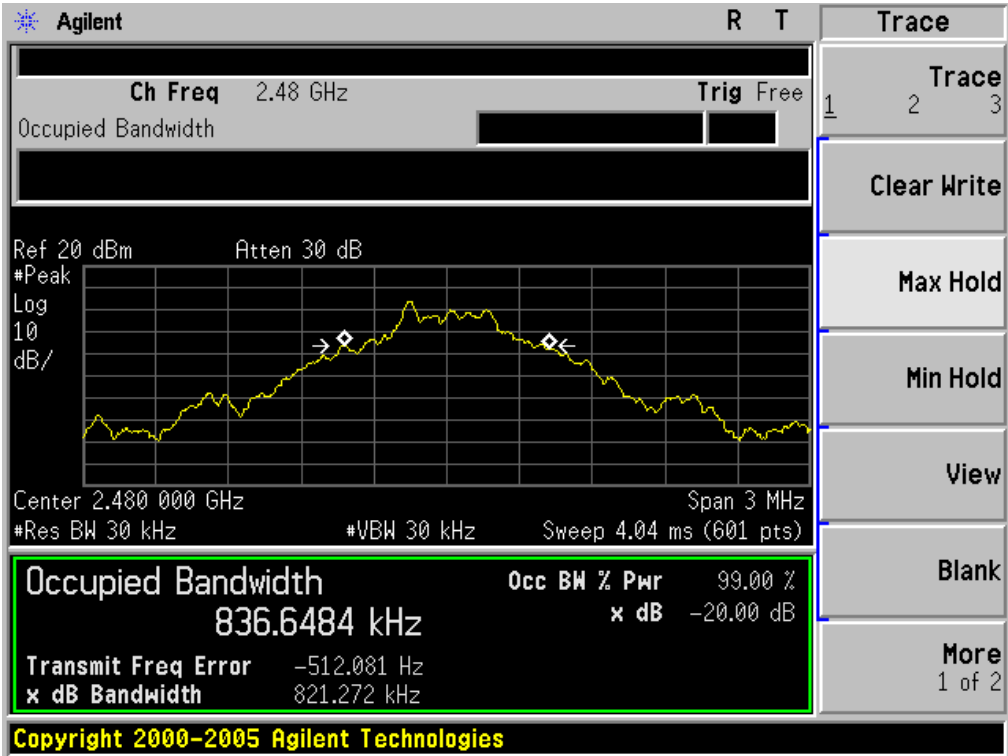 Agilent R T
Ch Freq 2.48 GHz Trig Free
Occupied Bandwidth
Ref 20 dBm Atten 30 dB
#Peak
Log
10
dB/
Center 2.480 000 GHz Span 3 MHz
#Res BW 30 kHz #VBW 30 kHz Sweep 4.04 ms (601 pts)
Occupied Bandwidth Occ BW % Pwr 99.00 %
836.6484 kHz x dB -20.00 dB
Transmit Freq Error -512.081 Hz
x dB Bandwidth 821.272 kHz
Copyright 2000-2005 Agilent Technologies
Trace
Trace
1 2 3
Clear Write
Max Hold
Min Hold
View
Blank
More
1 of 2